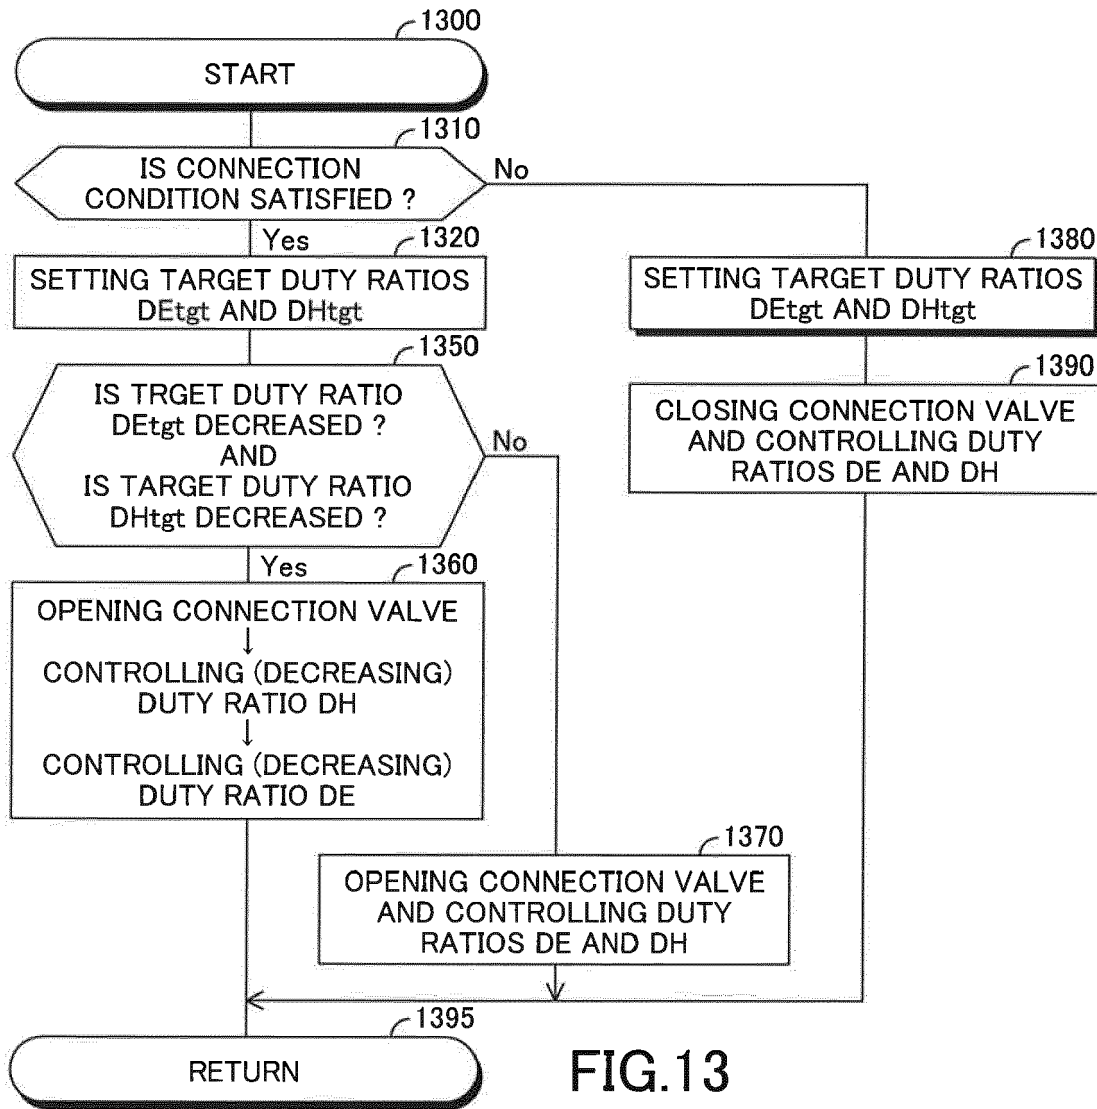 1300
START
1310
IS CONNECTION
CONDITION SATISFIED ?
No
Yes
1320
SETTING TARGET DUTY RATIOS
DEtgt AND DHtgt
1380
SETTING TARGET DUTY RATIOS
DEtgt AND DHtgt
1350
IS TRGET DUTY RATIO
DEtgt DECREASED ?
AND
IS TARGET DUTY RATIO
DHtgt DECREASED ?
No
1390
CLOSING CONNECTION VALVE
AND CONTROLLING DUTY
RATIOS DE AND DH
Yes
1360
OPENING CONNECTION VALVE
↓
CONTROLLING (DECREASING)
DUTY RATIO DH
↓
CONTROLLING (DECREASING)
DUTY RATIO DE
1370
OPENING CONNECTION VALVE
AND CONTROLLING DUTY
RATIOS DE AND DH
1395
RETURN
FIG.13